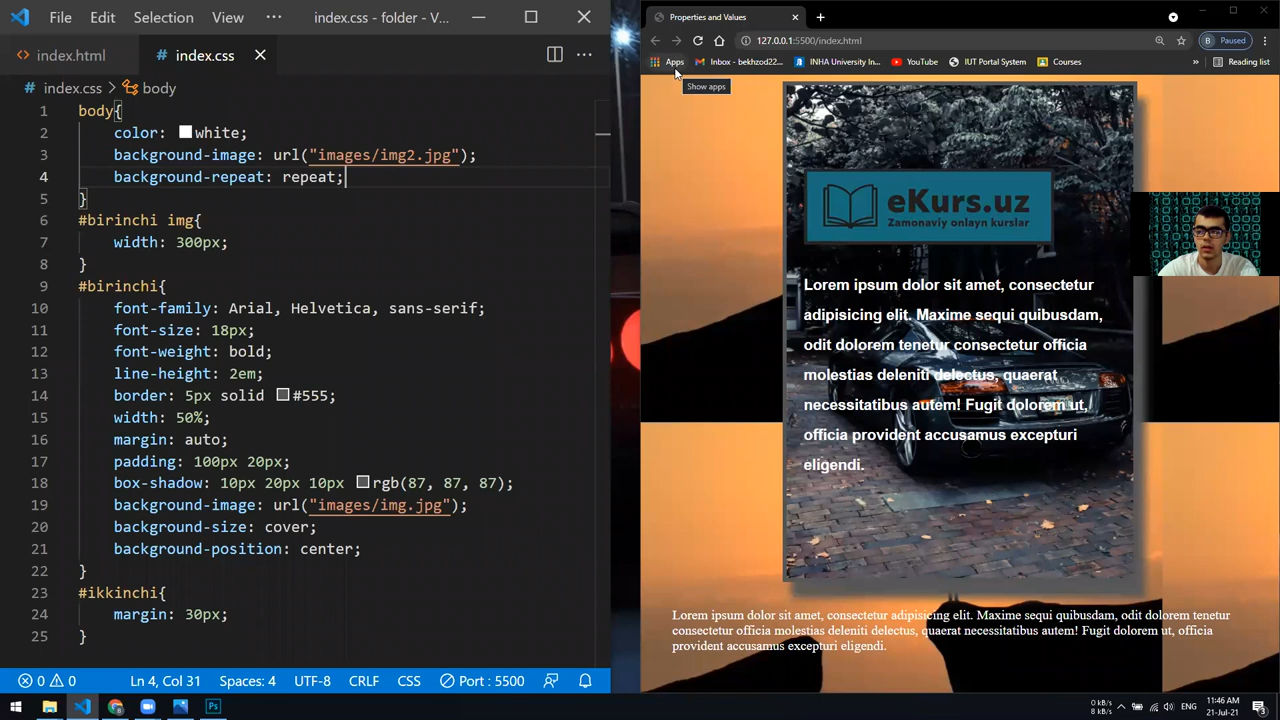 File Edit Selection View ··· index.css - folder - V...
index.html
index.css
# index.css > body
1 body{
2 color: white;
3 background-image: url("images/img2.jpg");
4 background-repeat: repeat;
5 }
6 #birinchi img{
7 width: 300px;
8 }
9 #birinchi{
10 font-family: Arial, Helvetica, sans-serif;
11 font-size: 18px;
12 font-weight: bold;
13 line-height: 2em;
14 border: 5px solid #555;
15 width: 50%;
16 margin: auto;
17 padding: 100px 20px;
18 box-shadow: 10px 20px 10px rgb(87, 87, 87);
19 background-image: url("images/img.jpg");
20 background-size: cover;
21 background-position: center;
22 }
23 #ikkinchi{
24 margin: 30px;
25 }
0 0 Ln 4, Col 31 Spaces: 4 UTF-8 CRLF CSS Port : 5500
Properties and Values
127.0.0.1:5500/index.html
B Paused
Apps Inbox - bekhzod22... INHA University In... YouTube IUT Portal System Courses » Reading list
Show apps
eKurs.uz
Zamonaviy onlayn kurslar
Lorem ipsum dolor sit amet, consectetur
adipisicing elit. Maxime sequi quibusdam,
odit dolorem tenetur consectetur officia
molestias deleniti delectus, quaerat
necessitatibus autem! Fugit dolorem ut,
officia provident accusamus excepturi
eligendi.
Lorem ipsum dolor sit amet, consectetur adipisicing elit. Maxime sequi quibusdam, odit dolorem tenetur
consectetur officia molestias deleniti delectus, quaerat necessitatibus autem! Fugit dolorem ut, officia
provident accusamus excepturi eligendi.
0 kB/s
8 kB/s
ENG
11:46 AM
21-Jul-21
3